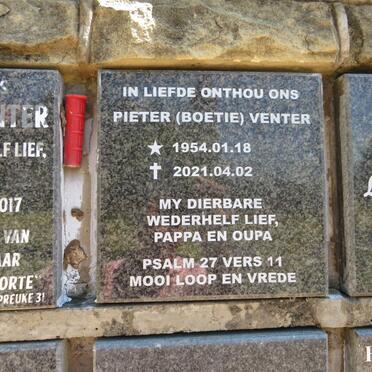 NTER
LF LIEF,
017
VAN
AAR
ORTE"
PREUKE 31
IN LIEFDE ONTHOU ONS
PIETER (BOETIE) VENTER
★ 1954.01.18
✝ 2021.04.02
MY DIERBARE
WEDERHELF LIEF,
PAPPA EN OUPA
PSALM 27 VERS 11
MOOI LOOP EN VREDE